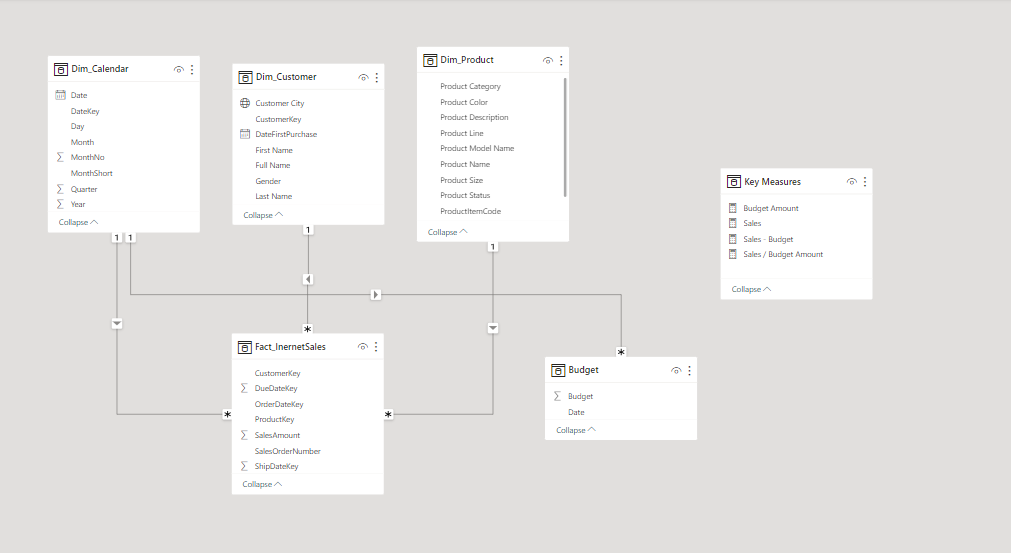 Dim_Calendar
Date
DateKey
Day
Month
MonthNo
MonthShort
Quarter
Year
Collapse
Dim_Customer
Customer City
CustomerKey
DateFirstPurchase
First Name
Full Name
Gender
Last Name
Collapse
Dim_Product
Product Category
Product Color
Product Description
Product Line
Product Model Name
Product Name
Product Size
Product Status
ProductItemCode
Collapse
Key Measures
Budget Amount
Sales
Sales - Budget
Sales / Budget Amount
Collapse
1
1
1
1
*
*
*
*
Fact_InernetSales
CustomerKey
DueDateKey
OrderDateKey
ProductKey
SalesAmount
SalesOrderNumber
ShipDateKey
Collapse
Budget
Budget
Date
Collapse